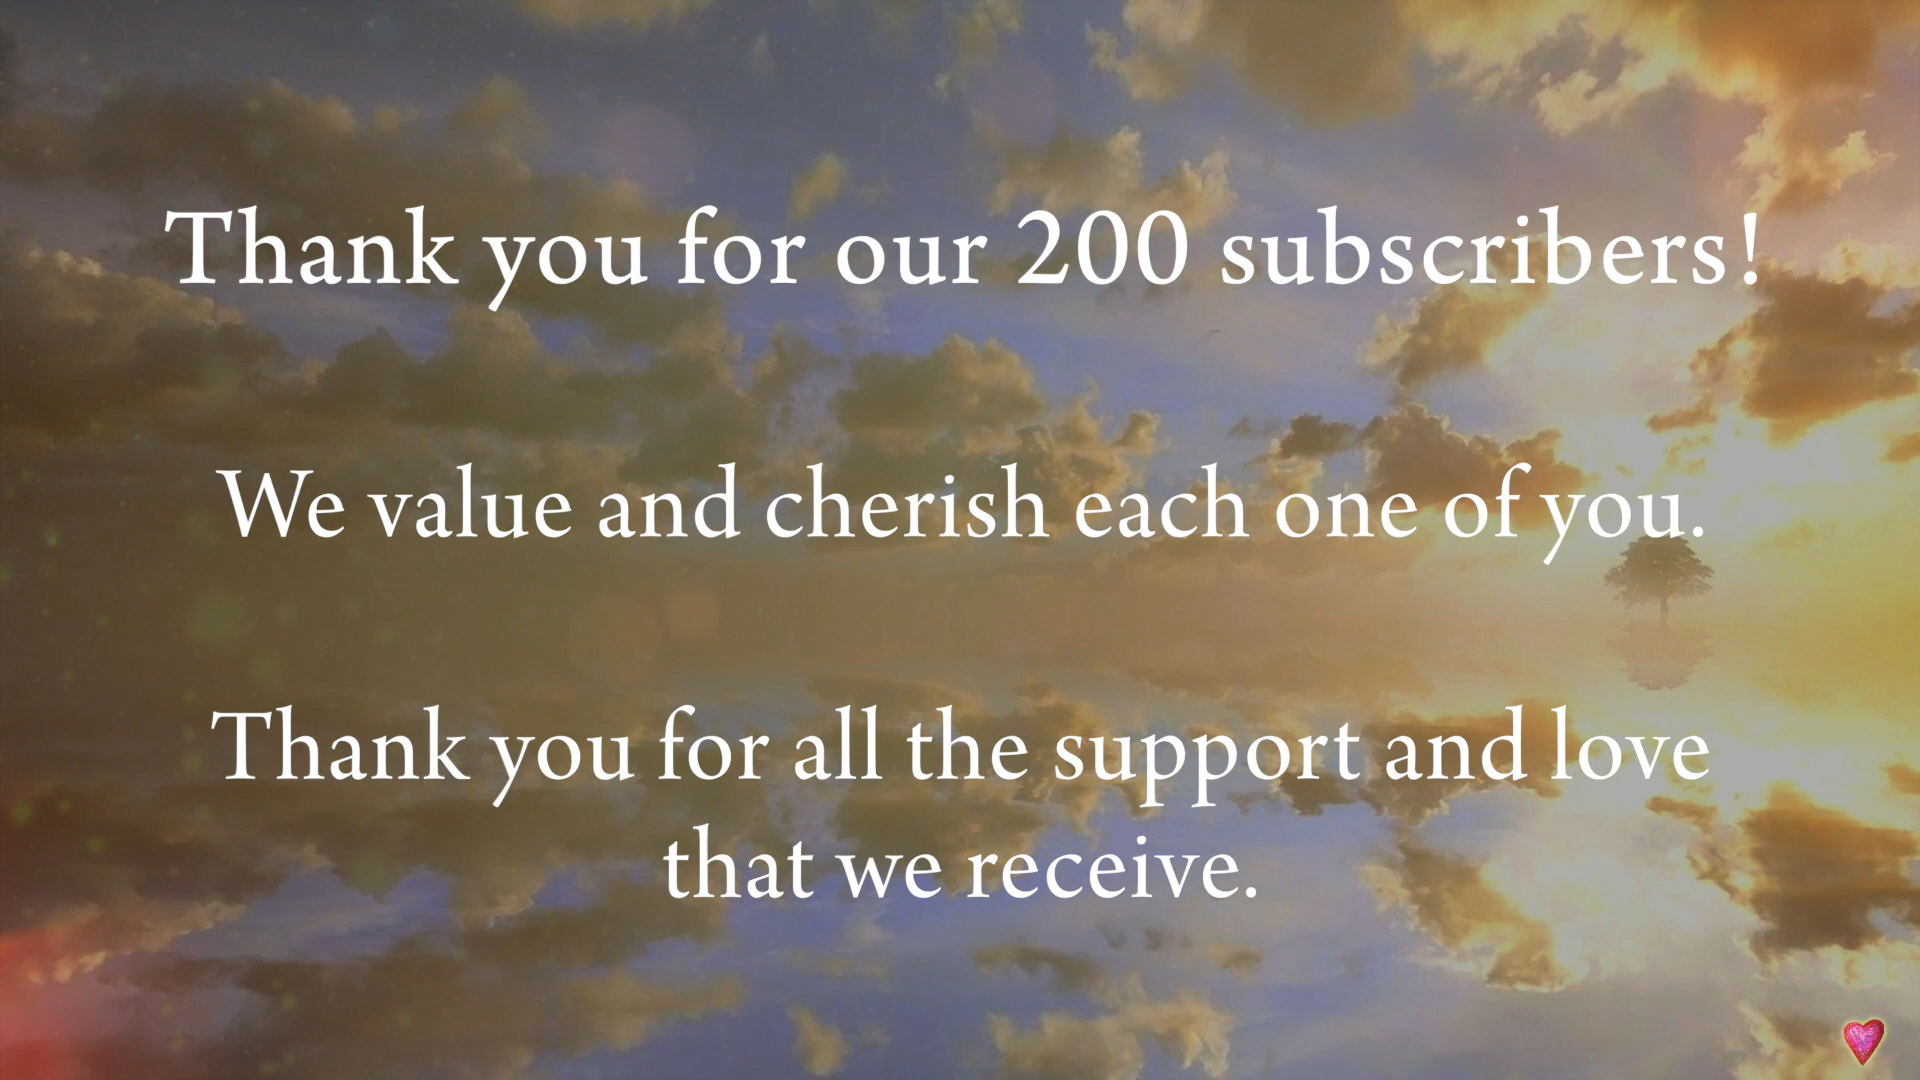 Thank you for our 200 subscribers!
We value and cherish each one of you.
Thank you for all the support and love
that we receive.